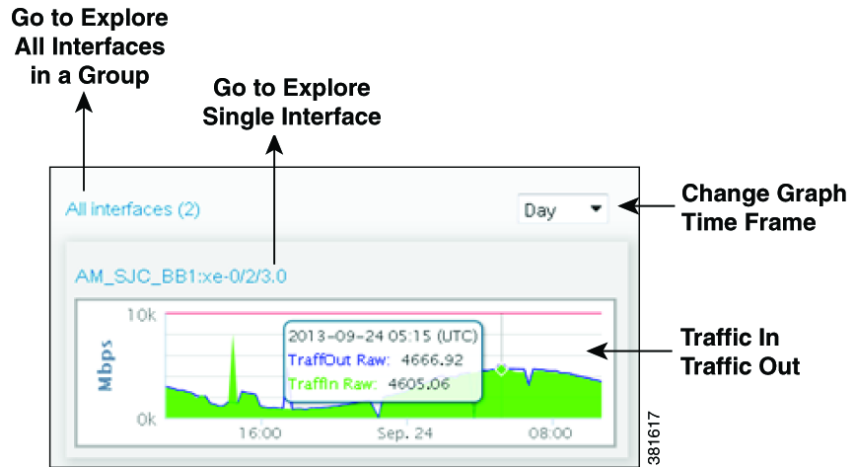 Go to Explore
All Interfaces
in a Group
Go to Explore
Single Interface
All interfaces (2)
Day
Change Graph
Time Frame
AM_SJC_BB1:xe-0/2/3.0
10k
Mbps
0k
2013-09-24 05:15 (UTC)
TraffOut Raw: 4666.92
TraffIn Raw: 4605.06
16:00
Sep. 24
08:00
Traffic In
Traffic Out
381617